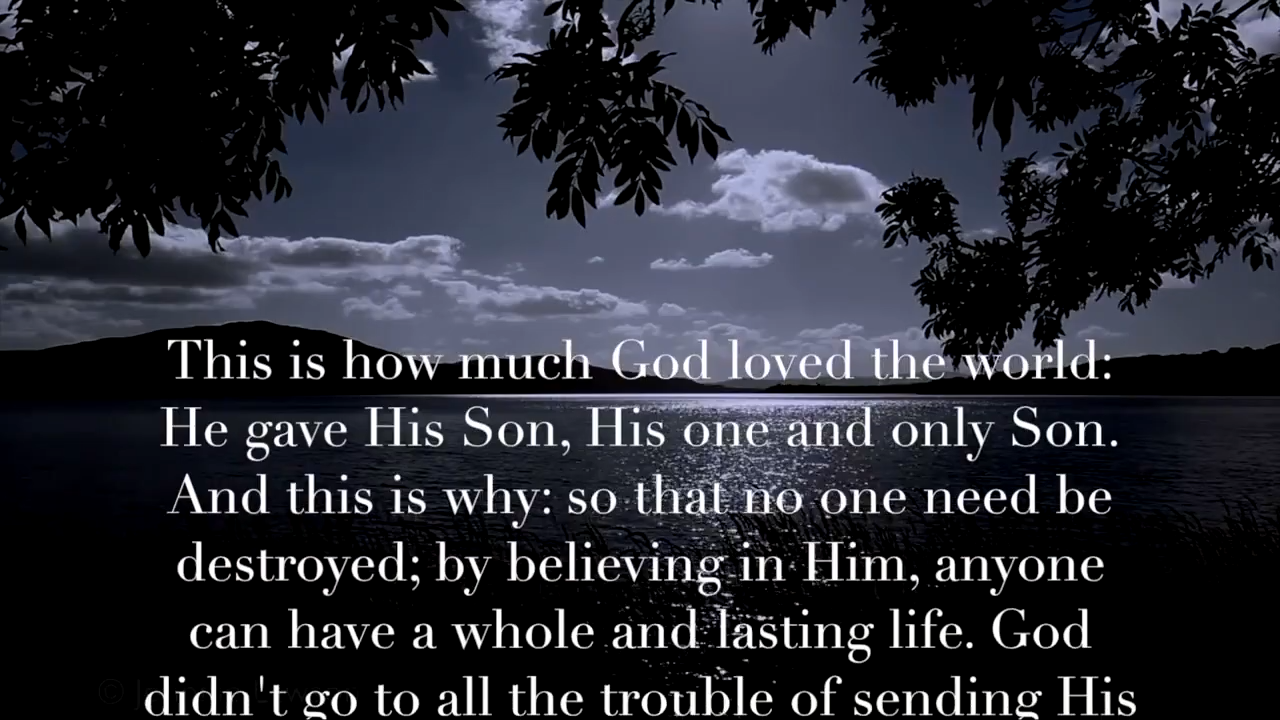 This is how much God loved the world:
He gave His Son, His one and only Son.
And this is why: so that no one need be
destroyed; by believing in Him, anyone
can have a whole and lasting life. God
didn't go to all the trouble of sending His